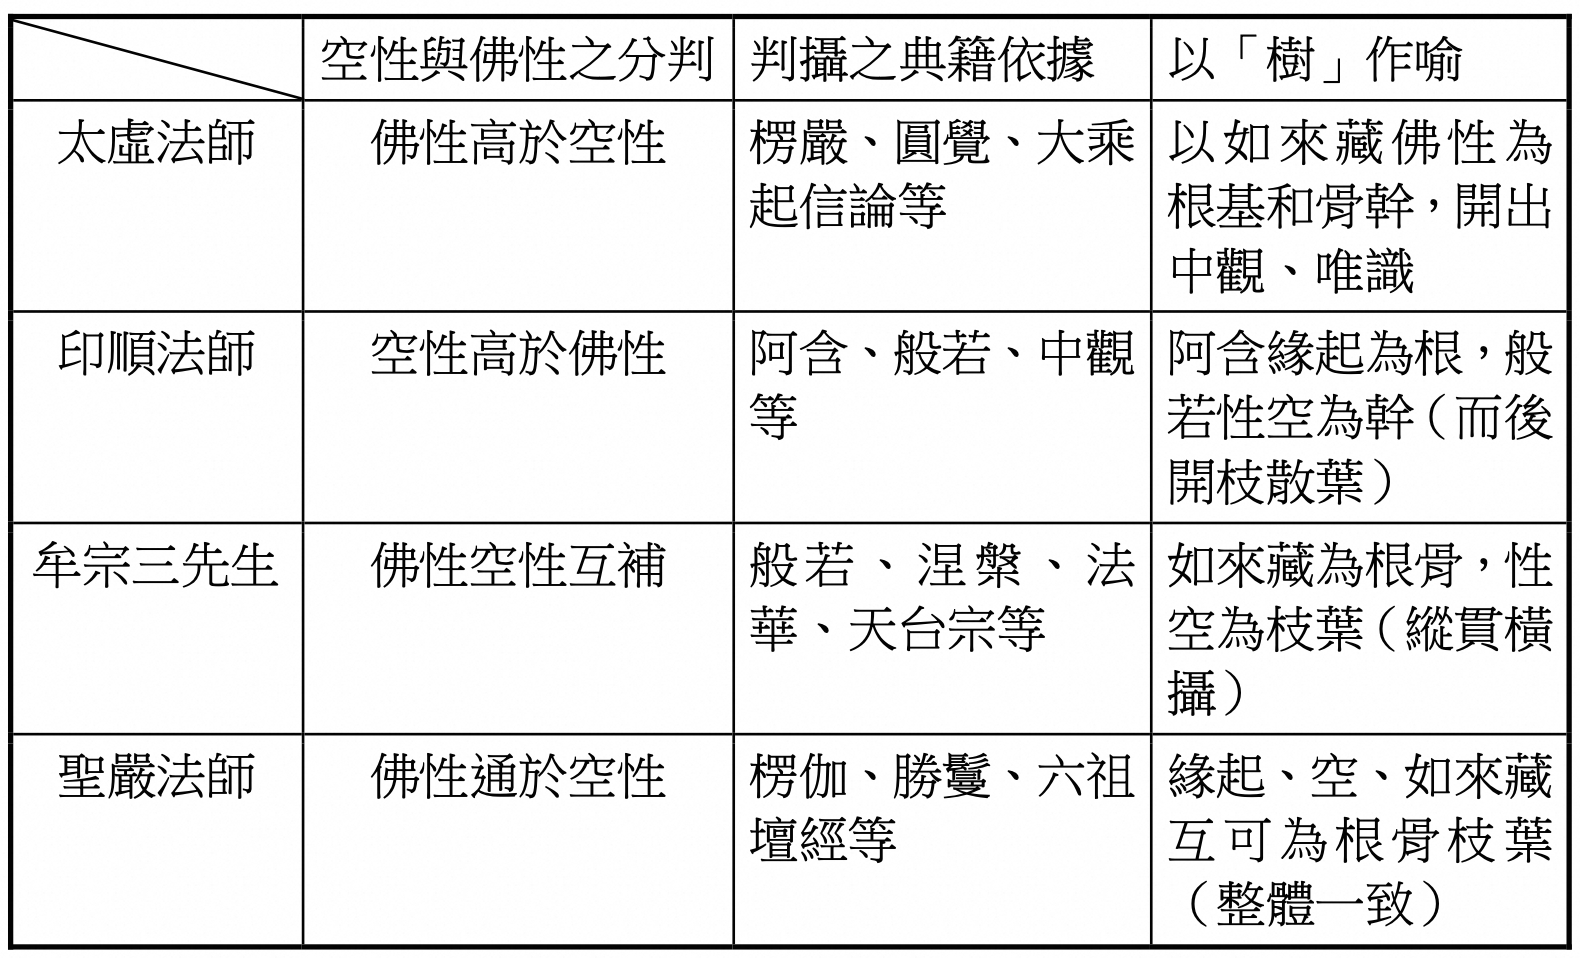 空性與佛性之分判
判攝之典籍依據
以「樹」作喻
太虛法師
佛性高於空性
楞嚴、圓覺、大乘
起信論等
以如來藏佛性為
根基和骨幹，開出
中觀、唯識
印順法師
空性高於佛性
阿含、般若、中觀
等
阿含緣起為根，般
若性空為幹（而後
開枝散葉）
牟宗三先生
佛性空性互補
般若、涅槃、法
華、天台宗等
如來藏為根骨，性
空為枝葉（縱貫橫
攝）
聖嚴法師
佛性通於空性
楞伽、勝鬘、六祖
壇經等
緣起、空、如來藏
互可為根骨枝葉
（整體一致）